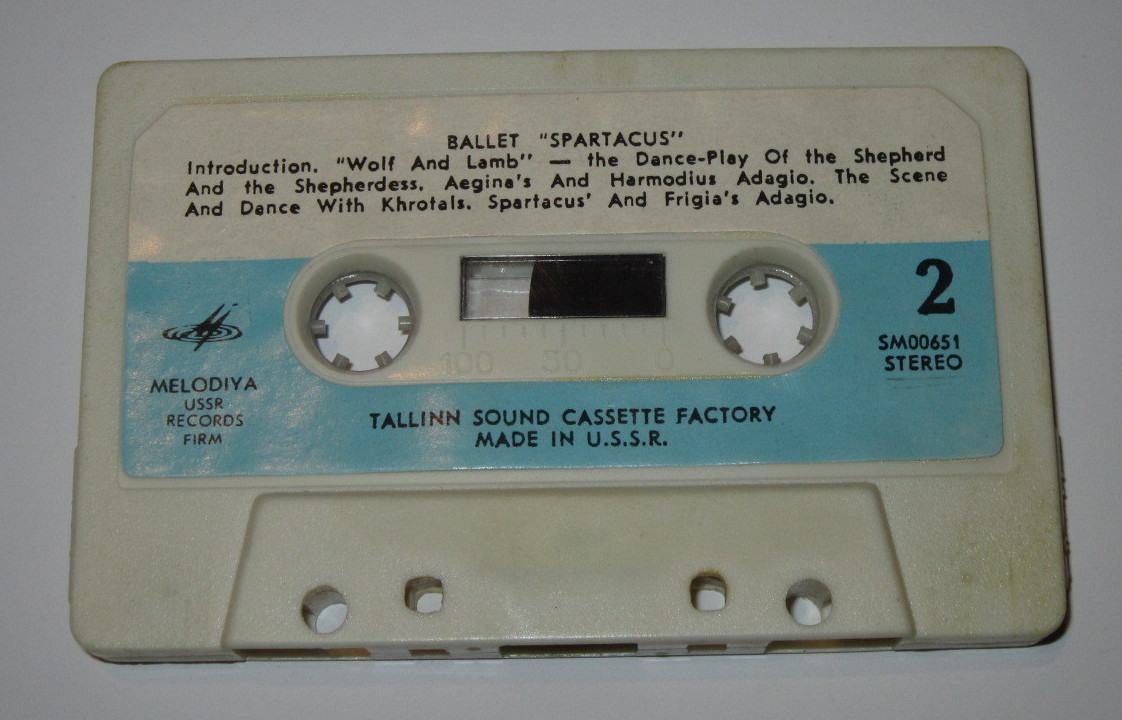 BALLET "SPARTACUS"
Introduction. "Wolf And Lamb" — the Dance-Play Of the Shepherd
And the Shepherdess. Aegina's And Harmodius Adagio. The Scene
And Dance With Khrotals. Spartacus' And Frigia's Adagio.
2
SM00651
STEREO
100 50 0
MELODIYA
USSR
RECORDS
FIRM
TALLINN SOUND CASSETTE FACTORY
MADE IN U.S.S.R.